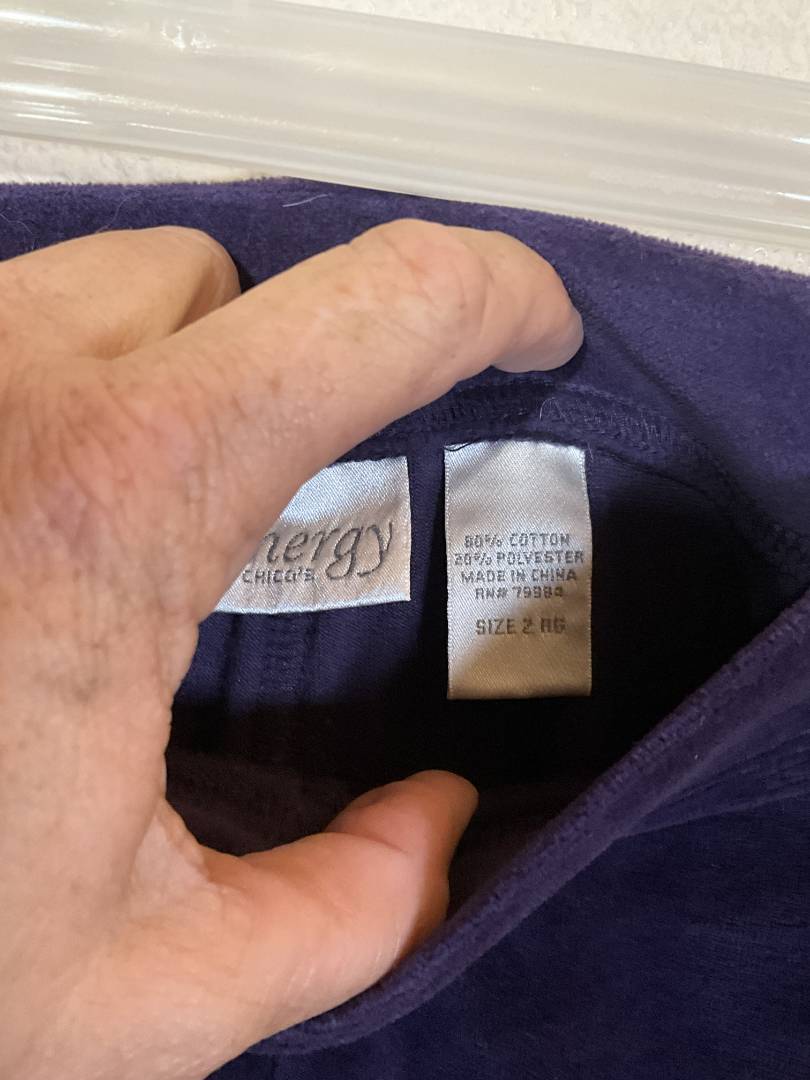 nergy
CHICO'S
80% COTTON
20% POLYESTER
MADE IN CHINA
RN# 79984
SIZE 2 RG